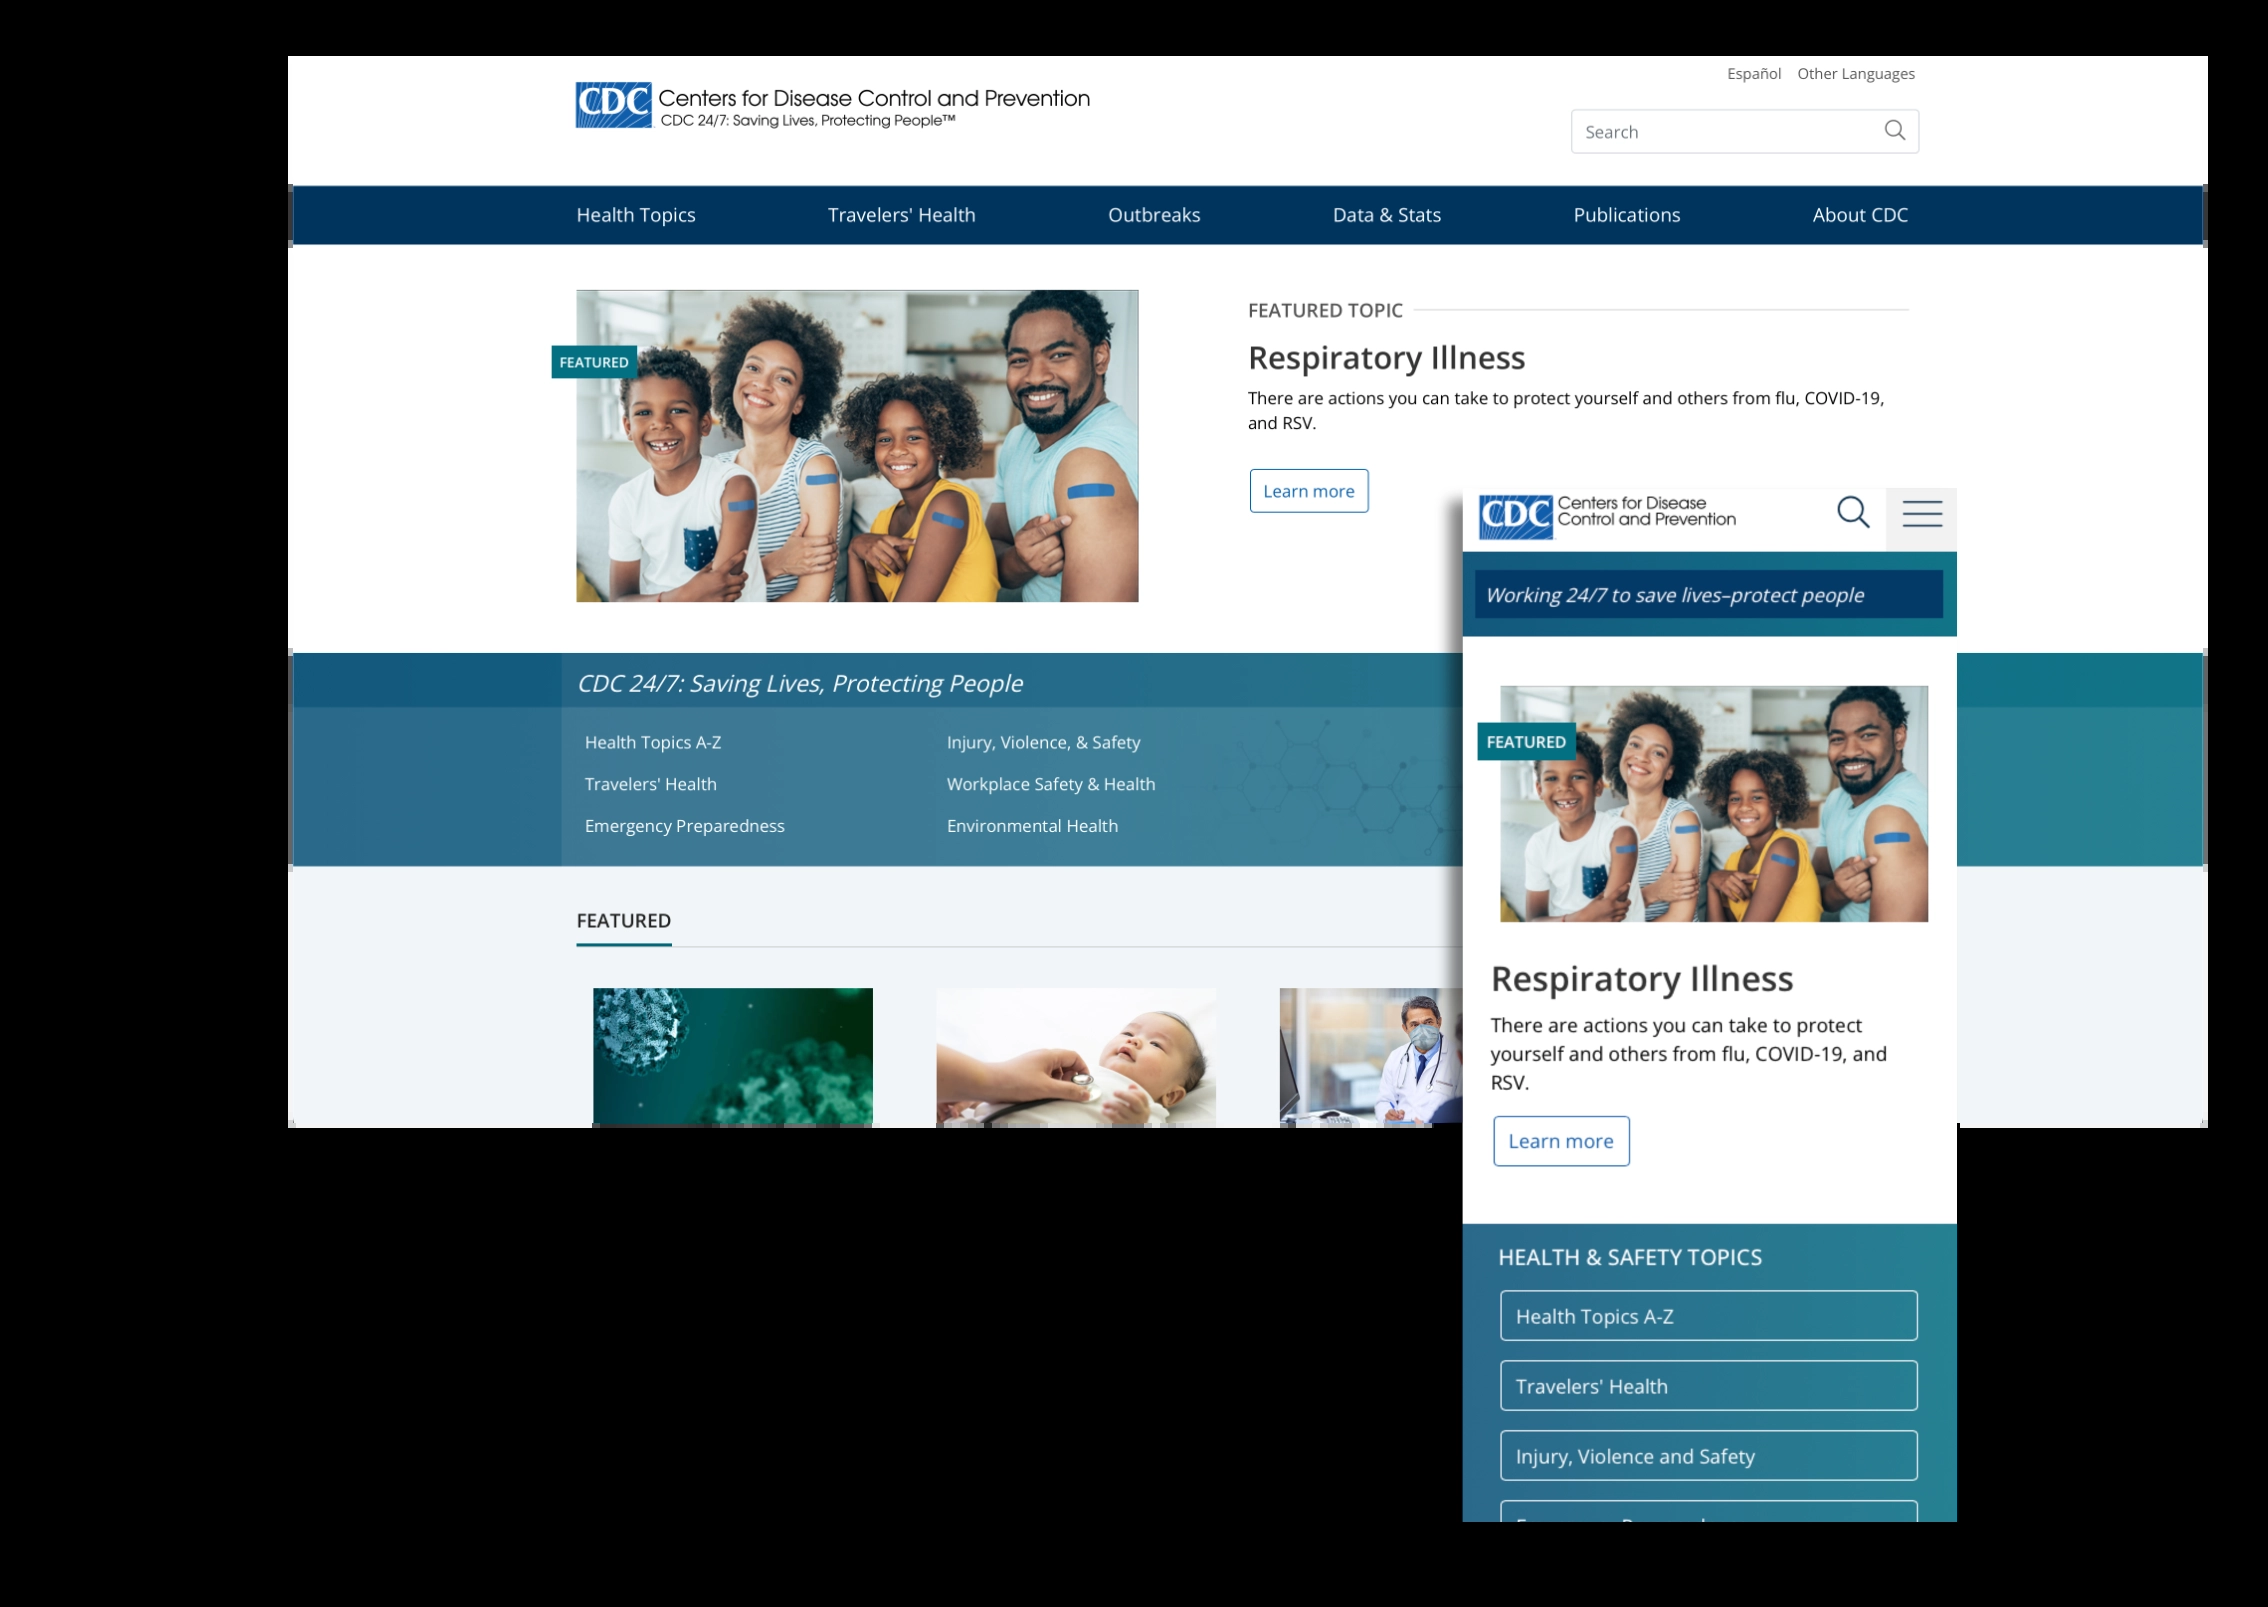 Español Other Languages
CDC Centers for Disease Control and Prevention
CDC 24/7: Saving Lives, Protecting People™
Search
Health Topics Travelers' Health Outbreaks Data & Stats Publications About CDC
FEATURED
FEATURED TOPIC
Respiratory Illness
There are actions you can take to protect yourself and others from flu, COVID-19,
and RSV.
Learn more
CDC 24/7: Saving Lives, Protecting People
Health Topics A-Z
Travelers' Health
Emergency Preparedness
Injury, Violence, & Safety
Workplace Safety & Health
Environmental Health
FEATURED
CDC Centers for Disease
Control and Prevention
Working 24/7 to save lives–protect people
FEATURED
Respiratory Illness
There are actions you can take to protect
yourself and others from flu, COVID-19, and
RSV.
Learn more
HEALTH & SAFETY TOPICS
Health Topics A-Z
Travelers' Health
Injury, Violence and Safety